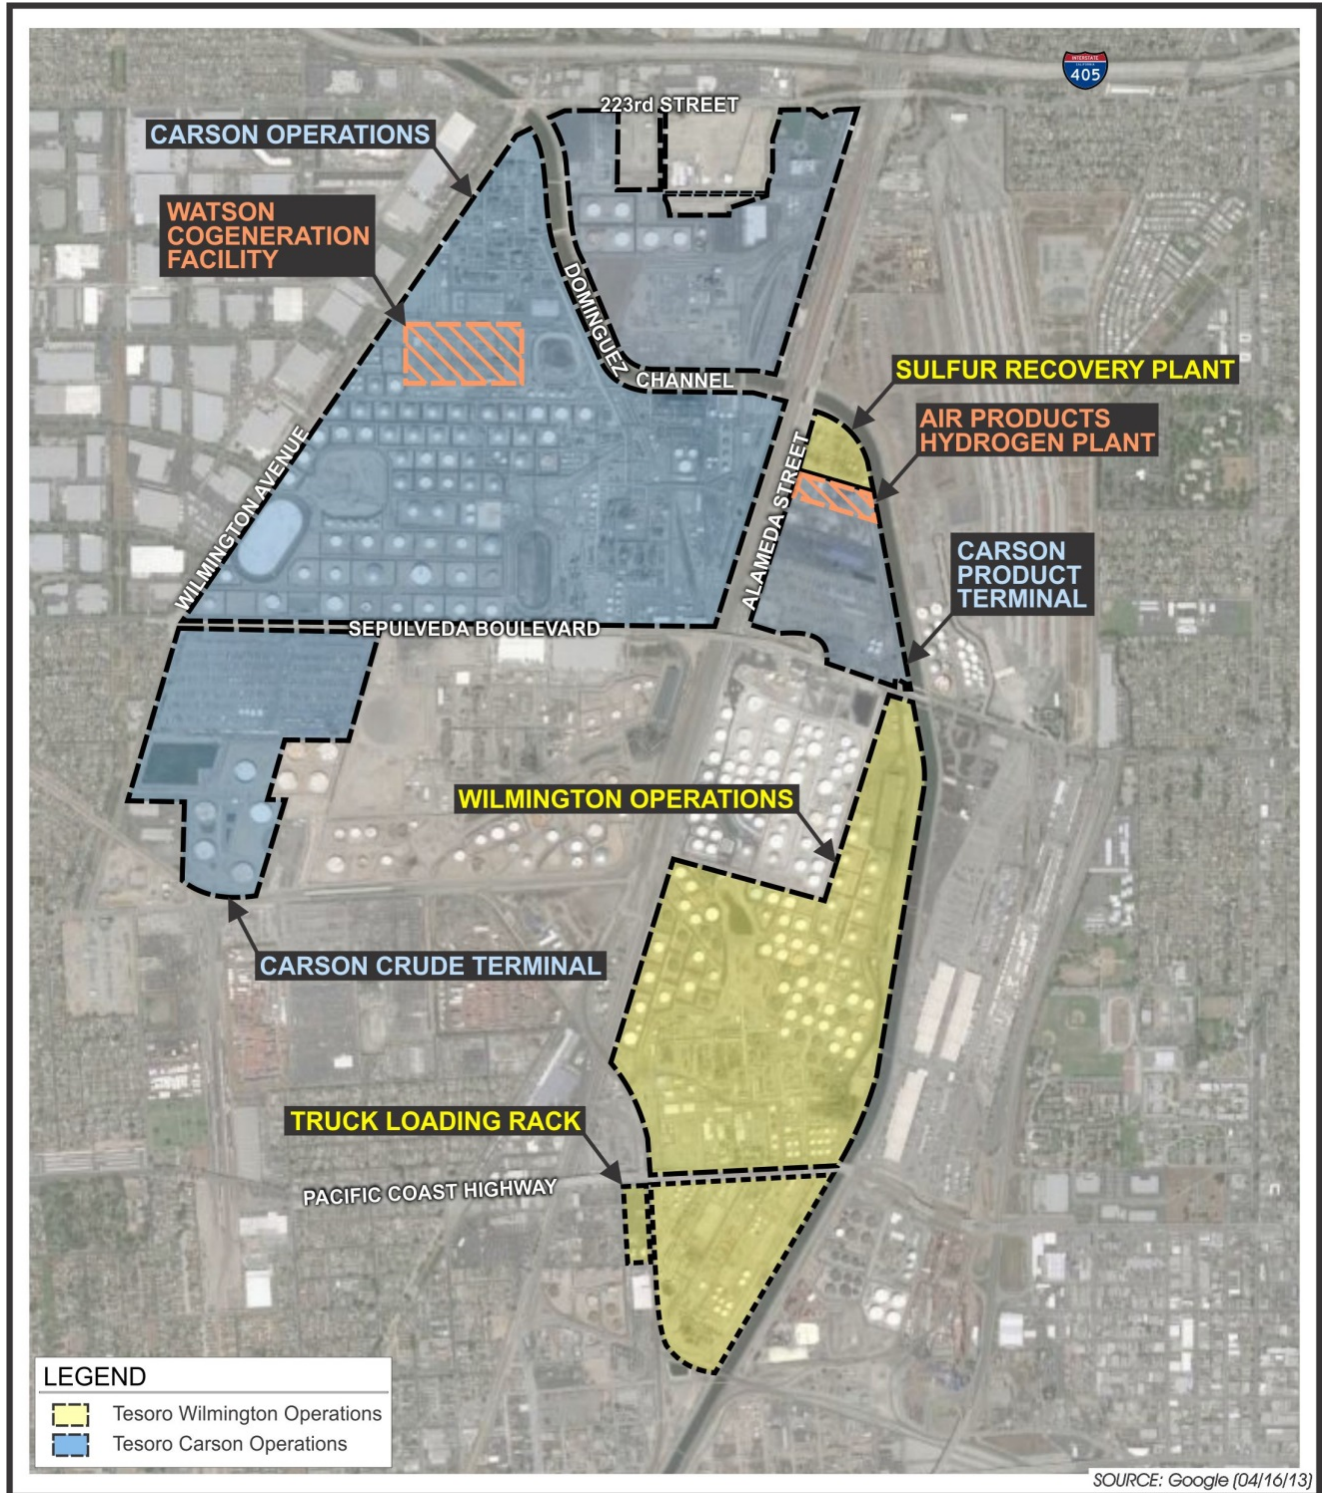 INTERSTATE
CALIFORNIA
405
223rd STREET
CARSON OPERATIONS
WATSON
COGENERATION
FACILITY
DOMINGUEZ
CHANNEL
SULFUR RECOVERY PLANT
AIR PRODUCTS
HYDROGEN PLANT
WILMINGTON AVENUE
ALAMEDA STREET
CARSON
PRODUCT
TERMINAL
SEPULVEDA BOULEVARD
WILMINGTON OPERATIONS
CARSON CRUDE TERMINAL
TRUCK LOADING RACK
PACIFIC COAST HIGHWAY
LEGEND
Tesoro Wilmington Operations
Tesoro Carson Operations
SOURCE: Google (04/16/13)